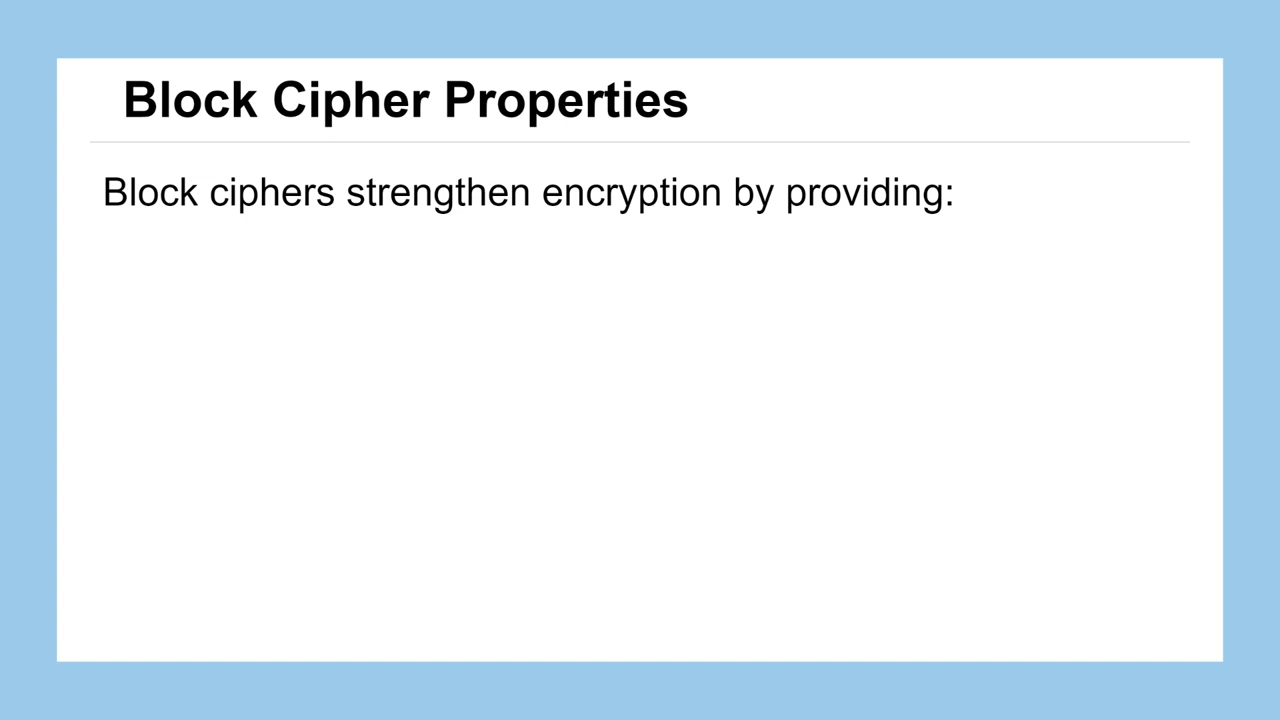 Block Cipher Properties
Block ciphers strengthen encryption by providing: